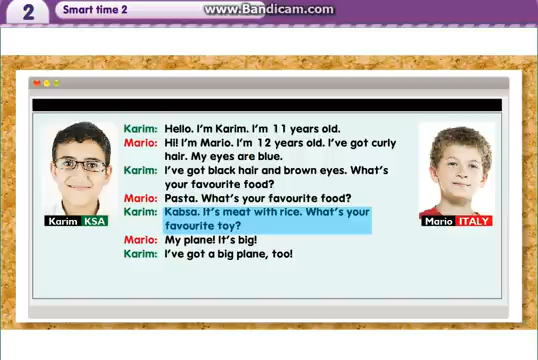 www.Bandicam.com
2 Smart time 2
Karim: Hello. I'm Karim. I'm 11 years old.
Mario: Hi! I'm Mario. I'm 12 years old. I've got curly
hair. My eyes are blue.
Karim: I've got black hair and brown eyes. What's
your favourite food?
Mario: Pasta. What's your favourite food?
Karim: Kabsa. It's meat with rice. What's your
favourite toy?
Mario: My plane! It's big!
Karim: I've got a big plane, too!
Karim KSA
Mario ITALY